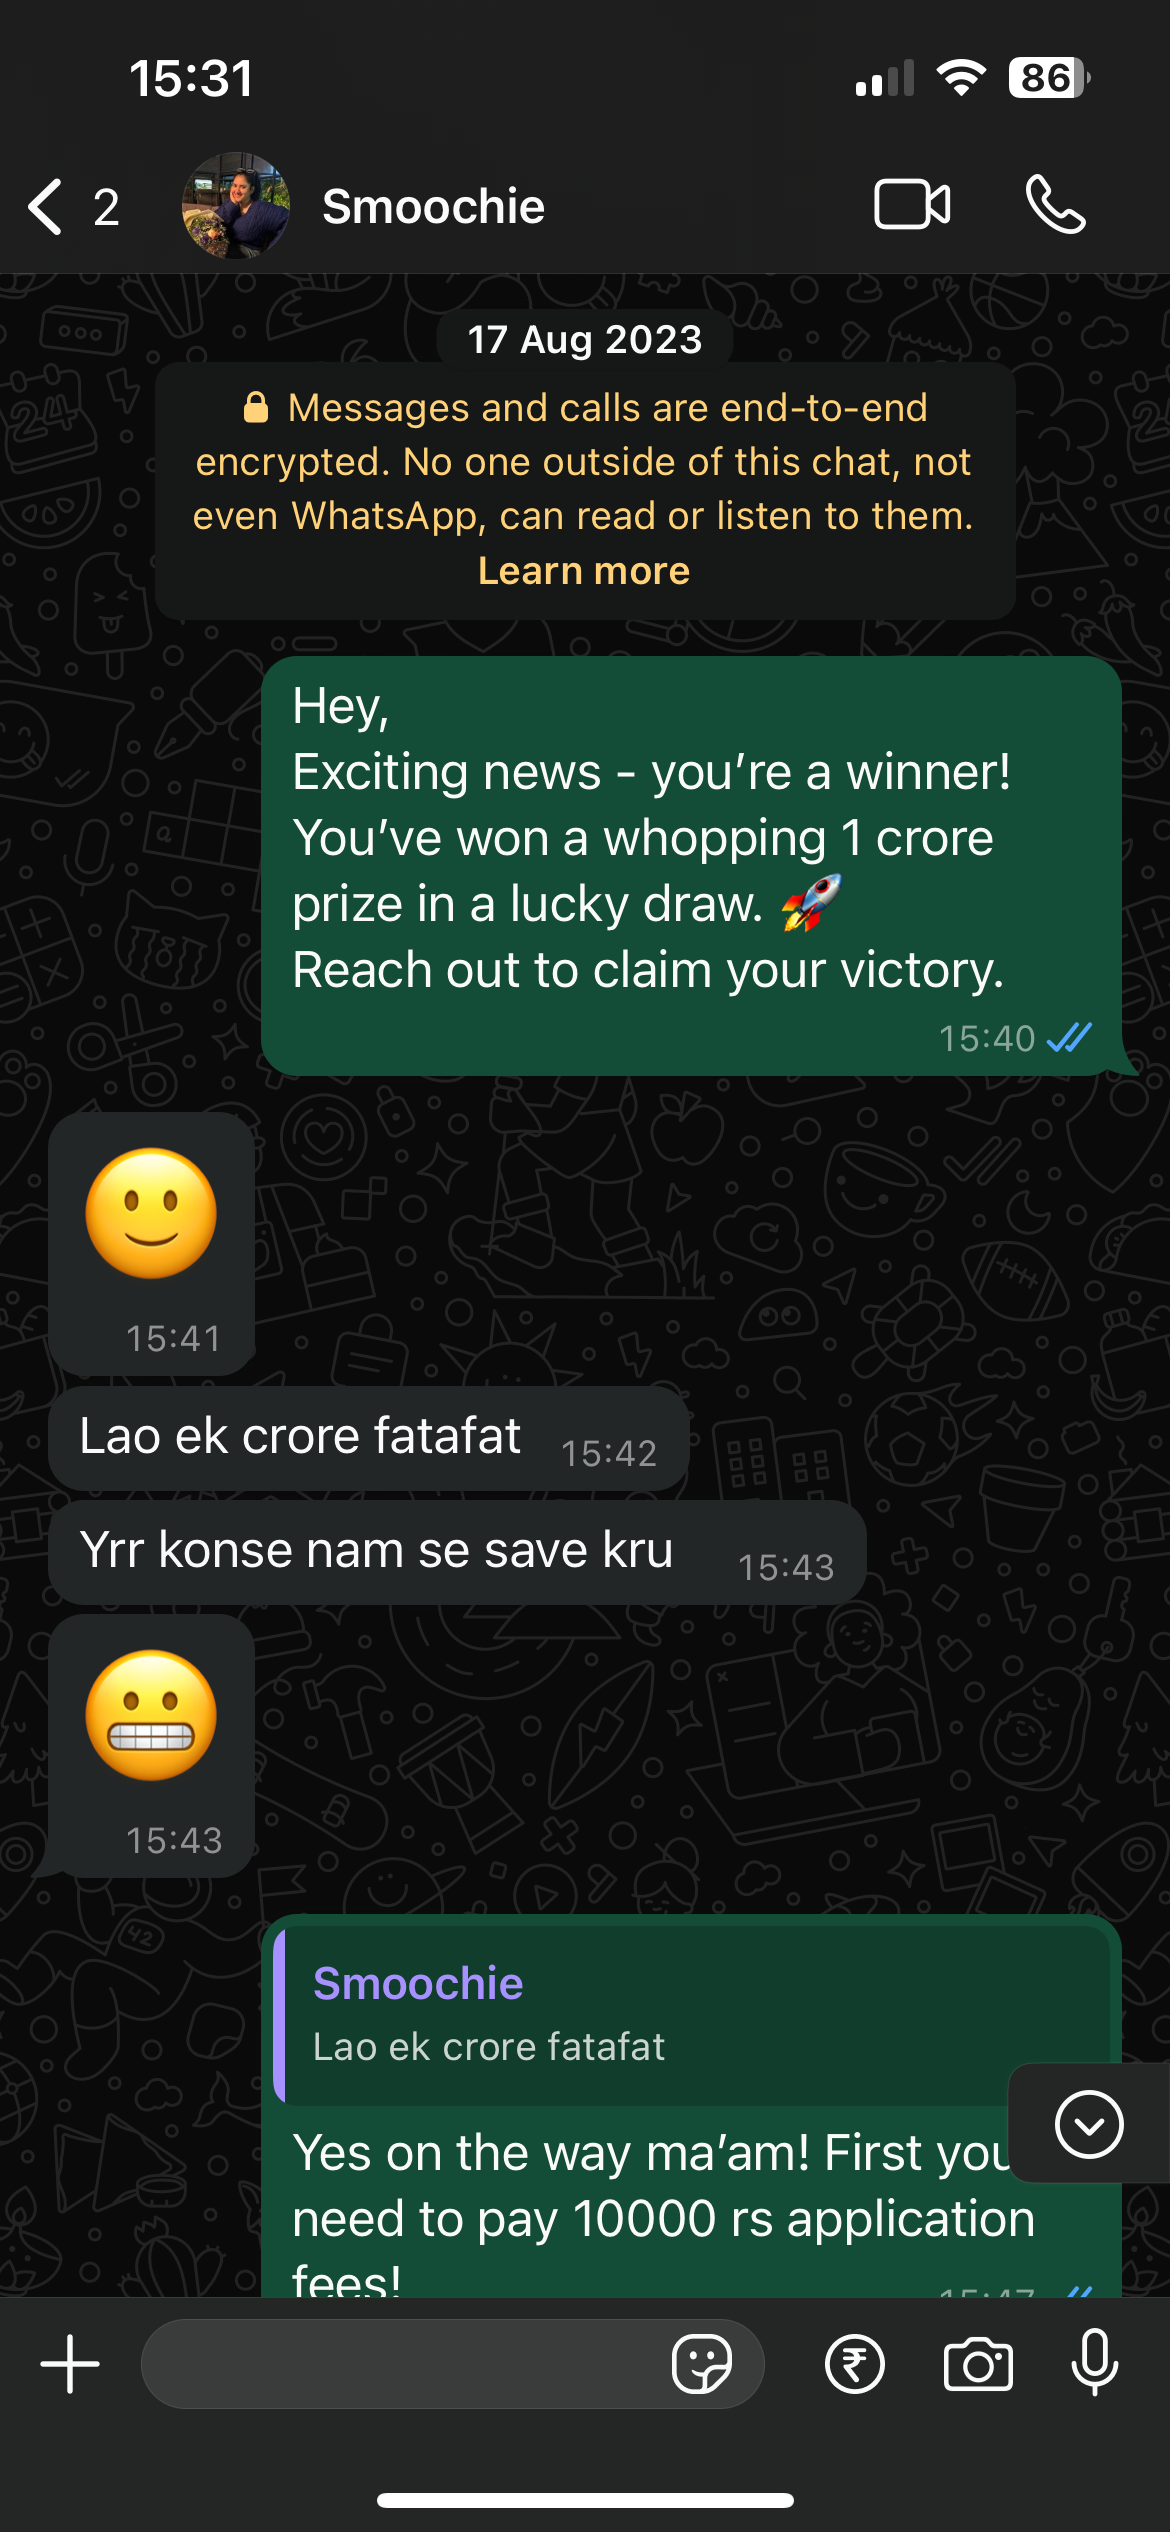 15:31
86
2
Smoochie
17 Aug 2023
Messages and calls are end-to-end
encrypted. No one outside of this chat, not
even WhatsApp, can read or listen to them.
Learn more
Hey,
Exciting news - you’re a winner!
You’ve won a whopping 1 crore
prize in a lucky draw. 🚀
Reach out to claim your victory.
15:40
🙂
15:41
Lao ek crore fatafat
15:42
Yrr konse nam se save kru
15:43
😬
15:43
Smoochie
Lao ek crore fatafat
Yes on the way ma’am! First you
need to pay 10000 rs application
fees!
15:47